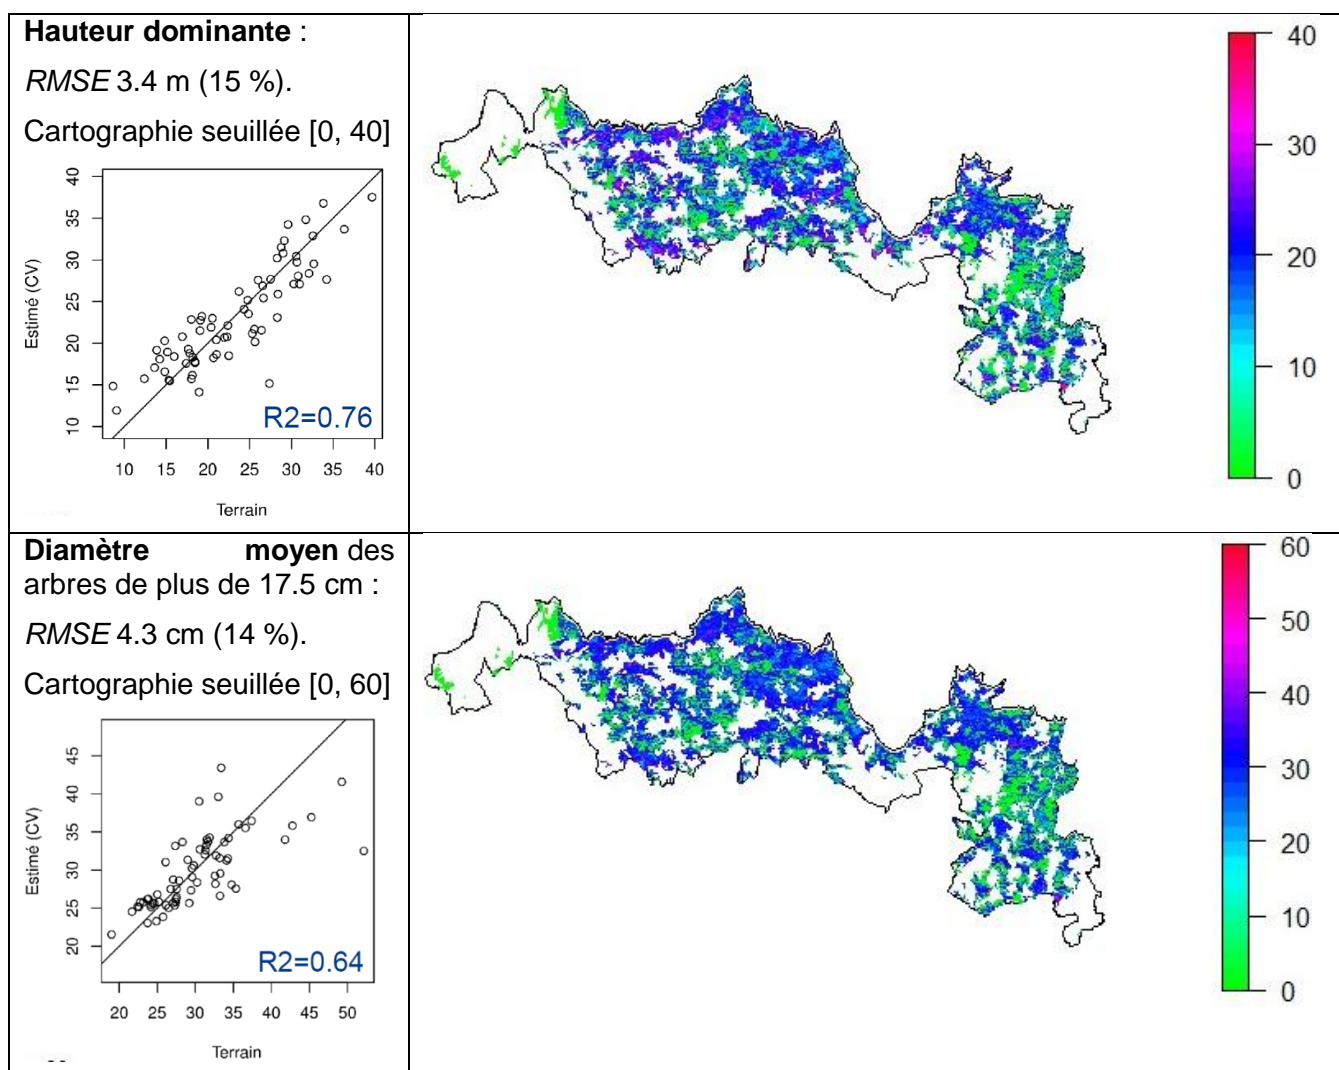 Hauteur dominante :
RMSE 3.4 m (15 %).
Cartographie seuillée [0, 40]
40
35
30
25
20
15
10
Estimé (CV)
R2=0.76
10 15 20 25 30 35 40
Terrain
40
30
20
10
0
Diamètre moyen des
arbres de plus de 17.5 cm :
RMSE 4.3 cm (14 %).
Cartographie seuillée [0, 60]
45
40
35
30
25
20
Estimé (CV)
R2=0.64
20 25 30 35 40 45 50
Terrain
60
50
40
30
20
10
0